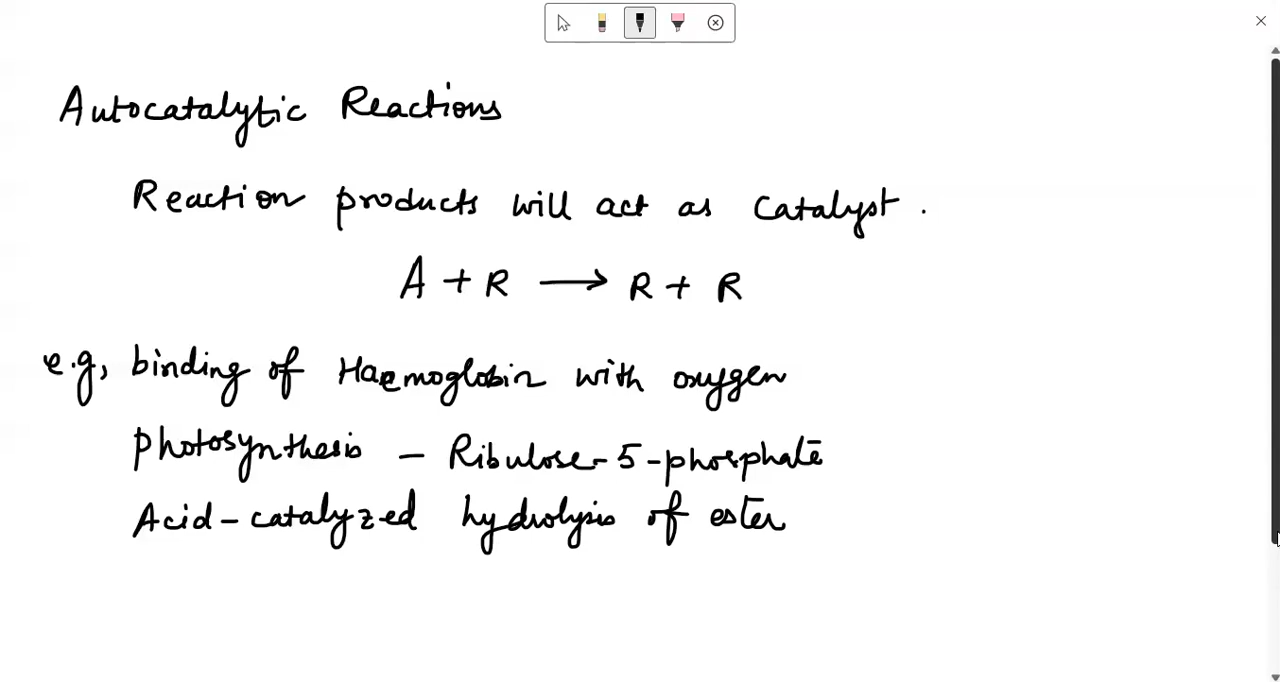 Autocatalytic Reactions
Reaction products will act as catalyst.
A + R → R + R
e.g, binding of Haemoglobin with oxygen
Photosynthesis - Ribulose-5-phosphate
Acid-catalyzed hydrolysis of ester